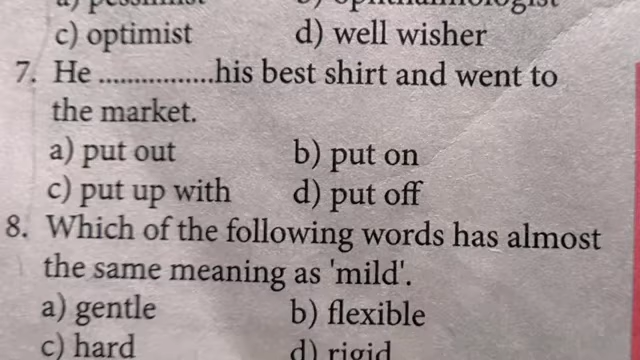 c) optimist d) well wisher
7. He ................his best shirt and went to
the market.
a) put out b) put on
c) put up with d) put off
8. Which of the following words has almost
the same meaning as 'mild'.
a) gentle b) flexible
c) hard d) rigid